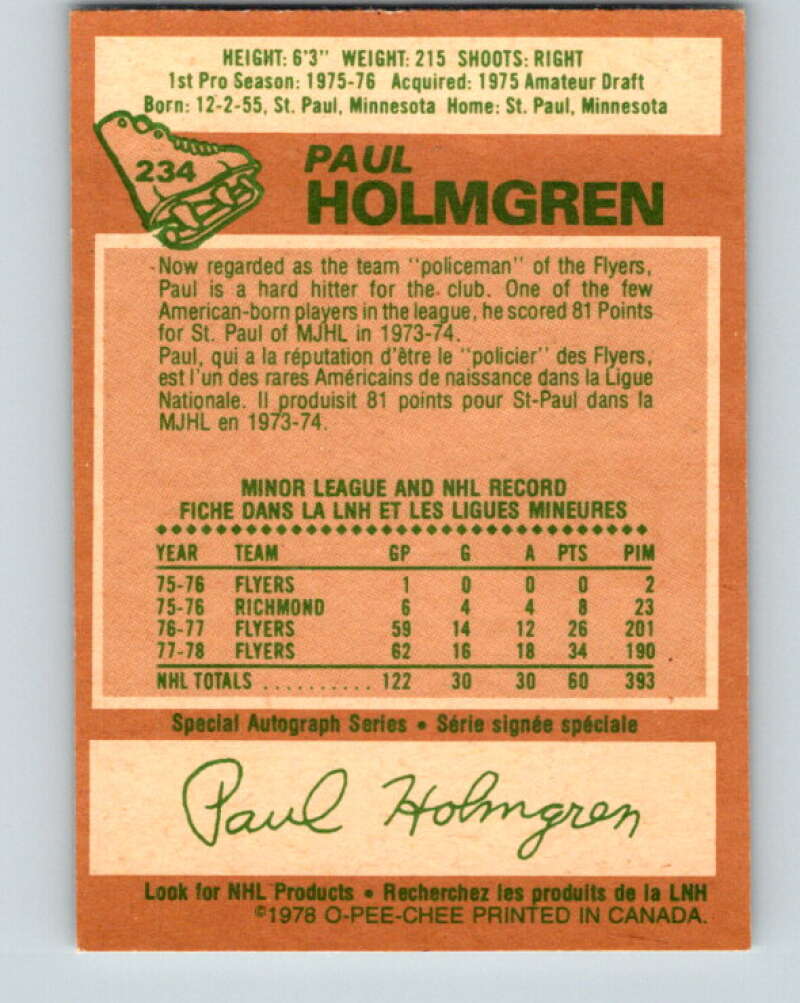 HEIGHT: 6'3" WEIGHT: 215 SHOOTS: RIGHT
1st Pro Season: 1975-76 Acquired: 1975 Amateur Draft
Born: 12-2-55, St. Paul, Minnesota Home: St. Paul, Minnesota
234
PAUL
HOLMGREN
Now regarded as the team "policeman" of the Flyers,
Paul is a hard hitter for the club. One of the few
American-born players in the league, he scored 81 Points
for St. Paul of MJHL in 1973-74.
Paul, qui a la réputation d'être le "policier" des Flyers,
est l'un des rares Américains de naissance dans la Ligue
Nationale. Il produisit 81 points pour St-Paul dans la
MJHL en 1973-74.
MINOR LEAGUE AND NHL RECORD
FICHE DANS LA LNH ET LES LIGUES MINEURES
YEAR TEAM GP G A PTS PIM
75-76 FLYERS 1 0 0 0 2
75-76 RICHMOND 6 4 4 8 23
76-77 FLYERS 59 14 12 26 201
77-78 FLYERS 62 16 18 34 190
NHL TOTALS .......... 122 30 30 60 393
Special Autograph Series • Série signée spéciale
Paul Holmgren
Look for NHL Products • Recherchez les produits de la LNH
©1978 O-PEE-CHEE PRINTED IN CANADA.